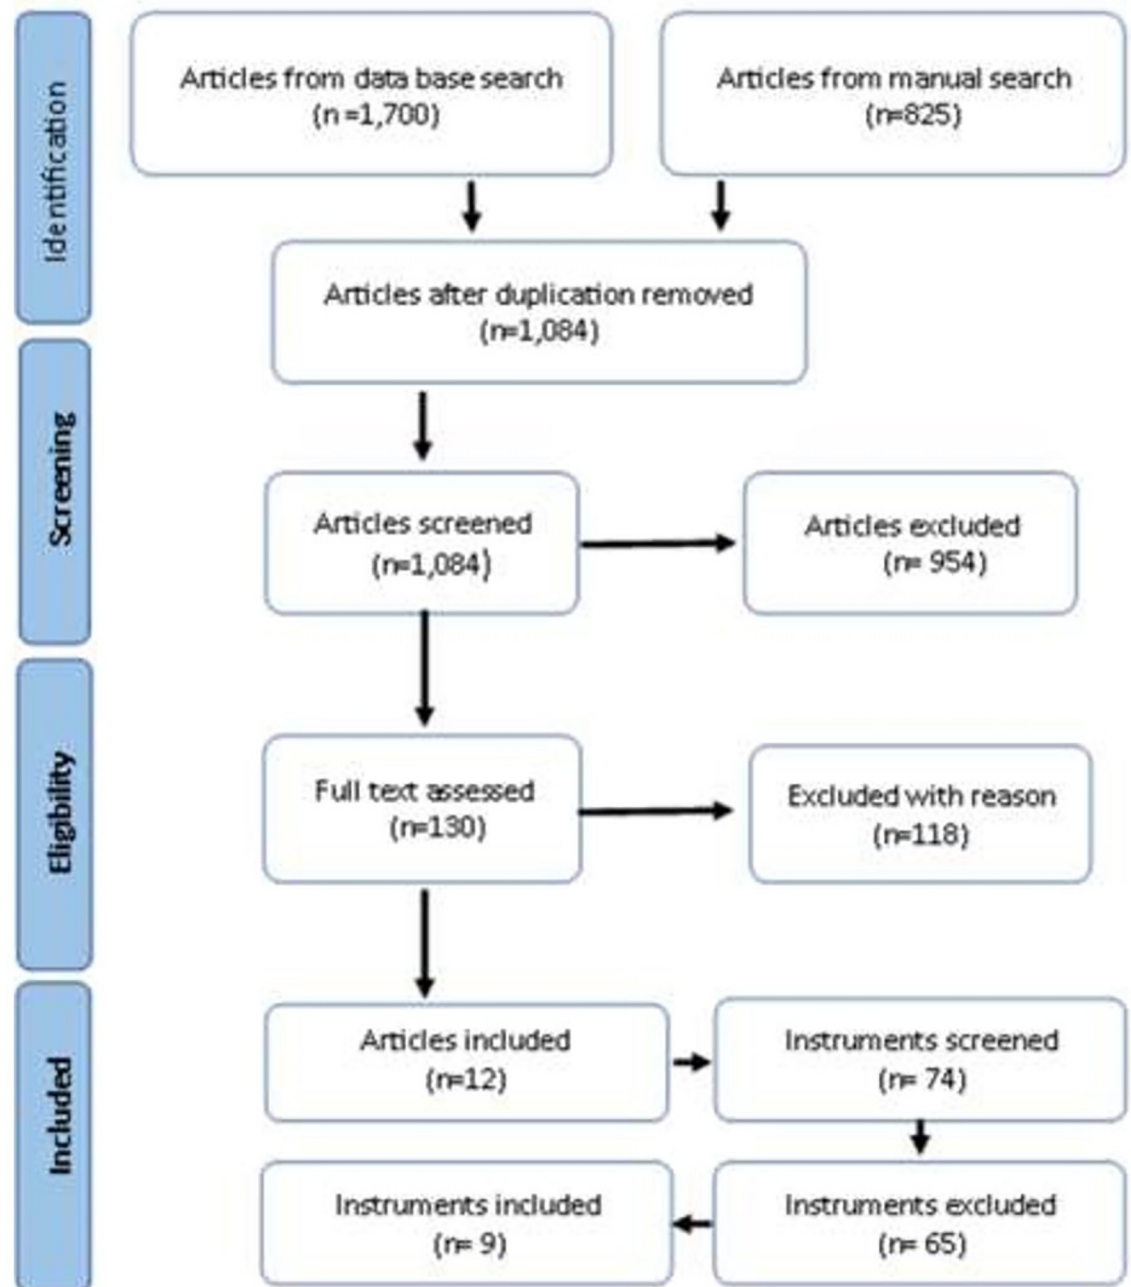 Identification
Articles from data base search
(n =1,700)
Articles from manual search
(n=825)
Articles after duplication removed
(n=1,084)
Screening
Articles screened
(n=1,084)
Articles excluded
(n= 954)
Eligibility
Full text assessed
(n=130)
Excluded with reason
(n=118)
Included
Articles included
(n=12)
Instruments screened
(n= 74)
Instruments included
(n= 9)
Instruments excluded
(n= 65)